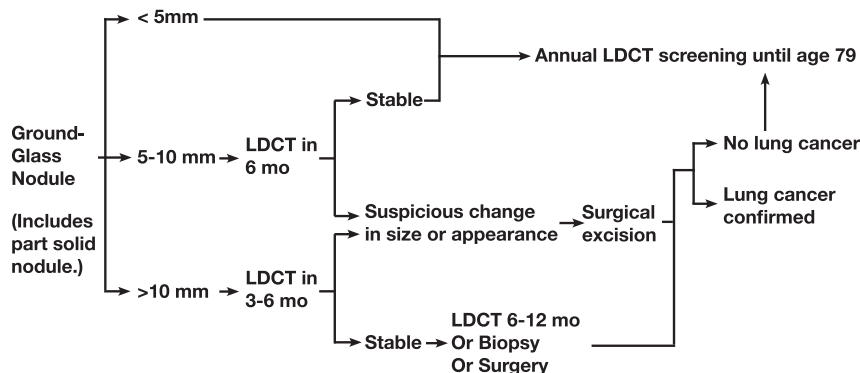 < 5mm
Annual LDCT screening until age 79
Stable
Ground-
Glass
Nodule
(Includes
part solid
nodule.)
5-10 mm
LDCT in
6 mo
No lung cancer
Suspicious change
in size or appearance
Surgical
excision
Lung cancer
confirmed
>10 mm
LDCT in
3-6 mo
Stable
LDCT 6-12 mo
Or Biopsy
Or Surgery